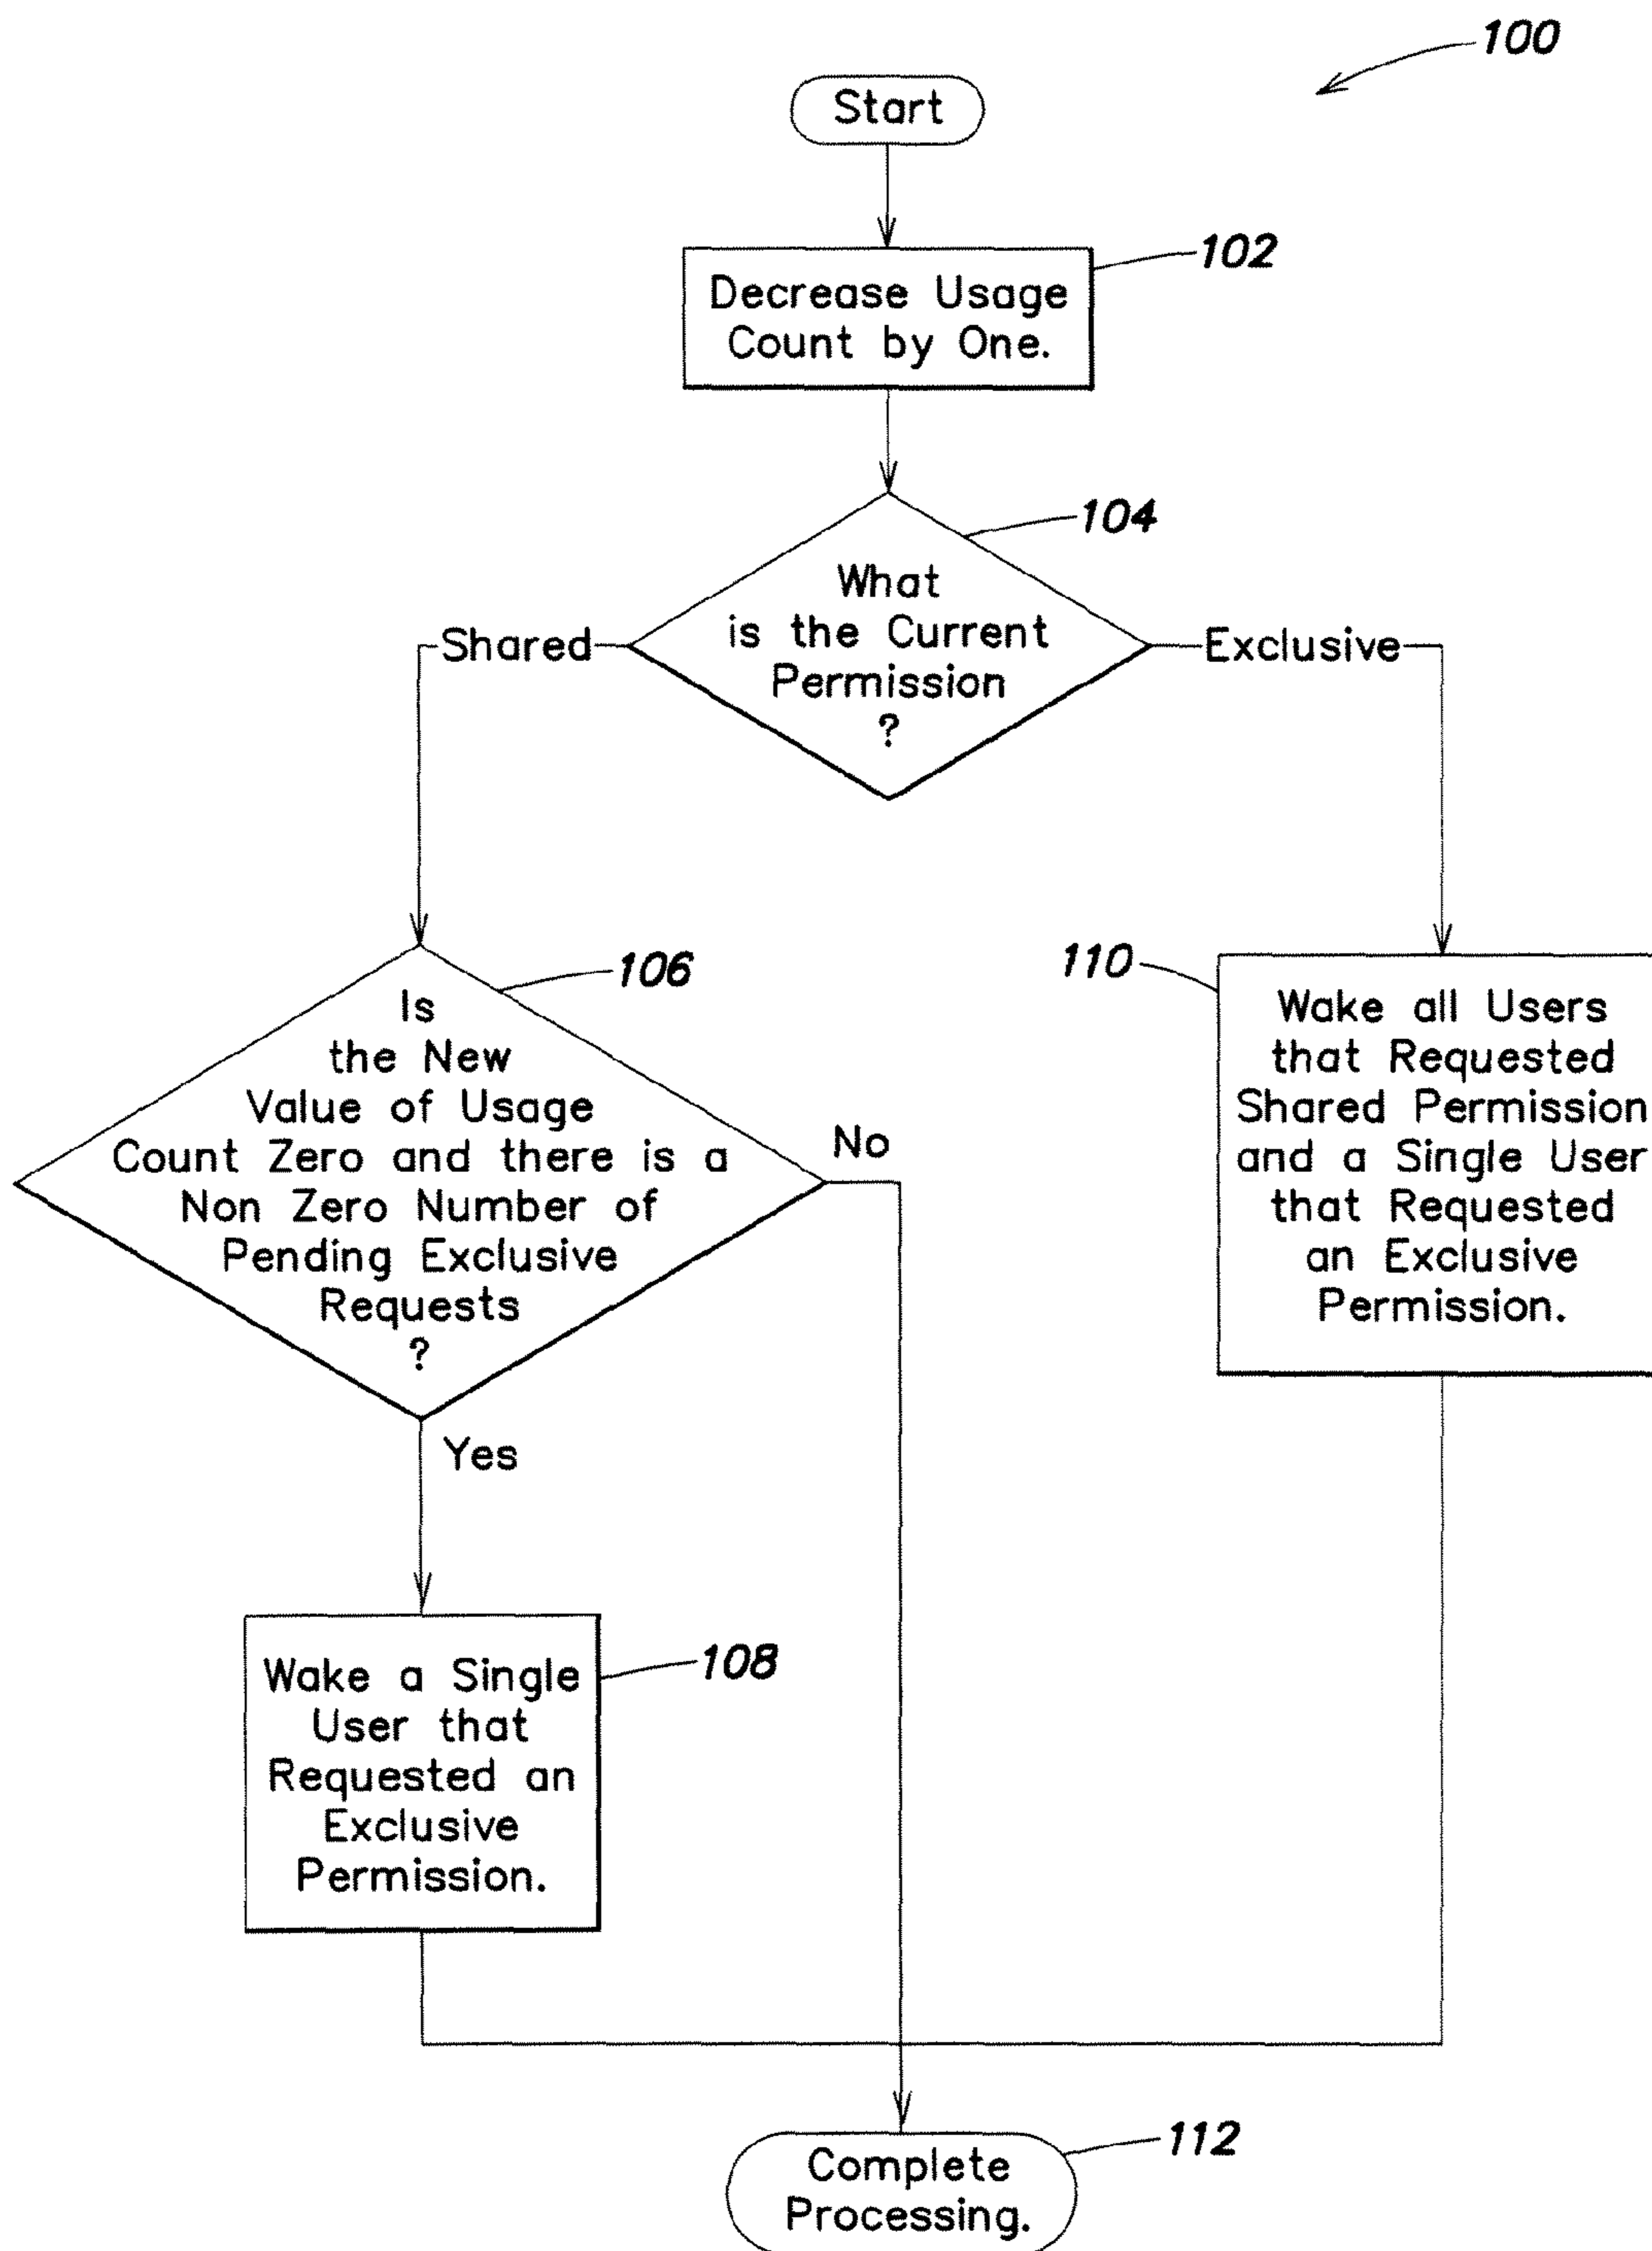 100
Start
102
Decrease Usage
Count by One.
104
What
is the Current
Permission
?
Shared
Exclusive
106
Is
the New
Value of Usage
Count Zero and there is a
Non Zero Number of
Pending Exclusive
Requests
?
No
Yes
110
Wake all Users
that Requested
Shared Permission
and a Single User
that Requested
an Exclusive
Permission.
108
Wake a Single
User that
Requested an
Exclusive
Permission.
112
Complete
Processing.